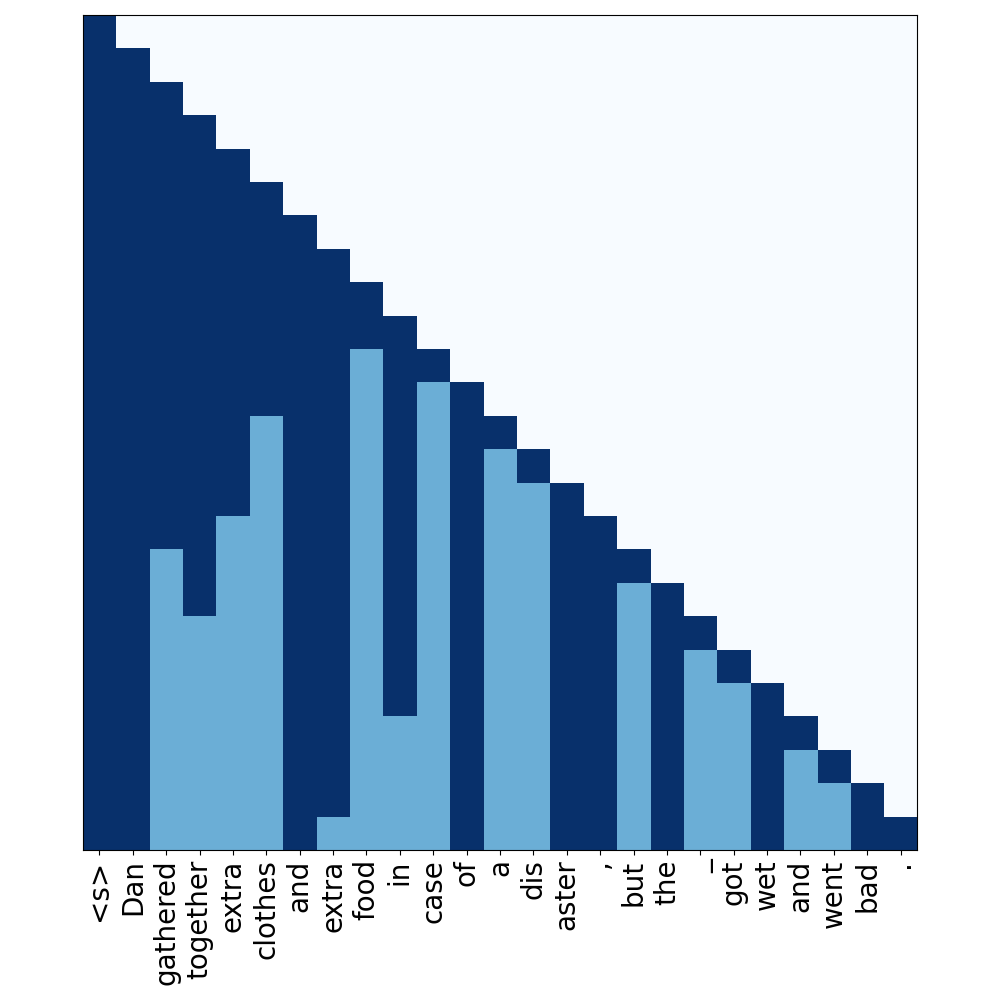 <s> Dan gathered together extra clothes and extra food in case of a dis aster , but the _ got wet and went bad .